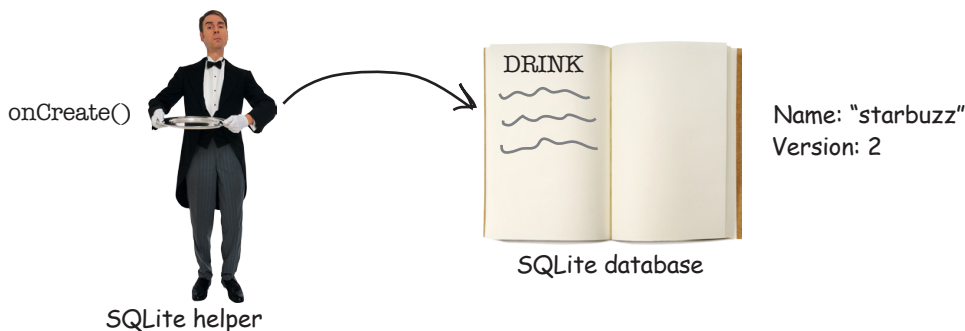 onCreate()
SQLite helper
DRINK
SQLite database
Name: “starbuzz”
Version: 2